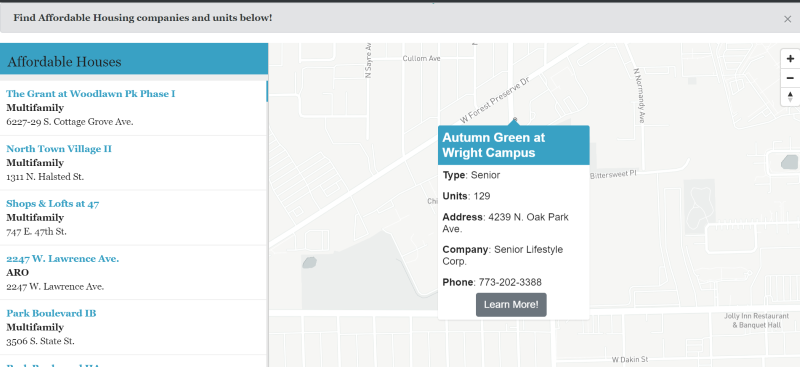 Find Affordable Housing companies and units below!
×
Affordable Houses
The Grant at Woodlawn Pk Phase I
Multifamily
6227-29 S. Cottage Grove Ave.
North Town Village II
Multifamily
1311 N. Halsted St.
Shops & Lofts at 47
Multifamily
747 E. 47th St.
2247 W. Lawrence Ave.
ARO
2247 W. Lawrence Ave.
Park Boulevard IB
Multifamily
3506 S. State St.
N Sayre Av
Cullom Ave
W Forest Preserve Dr
N Normandy Ave
Bittersweet Pl
Autumn Green at
Wright Campus
Type: Senior
Units: 129
Address: 4239 N. Oak Park
Ave.
Company: Senior Lifestyle
Corp.
Phone: 773-202-3388
Learn More!
Jolly Inn Restaurant
& Banquet Hall
W Dakin St